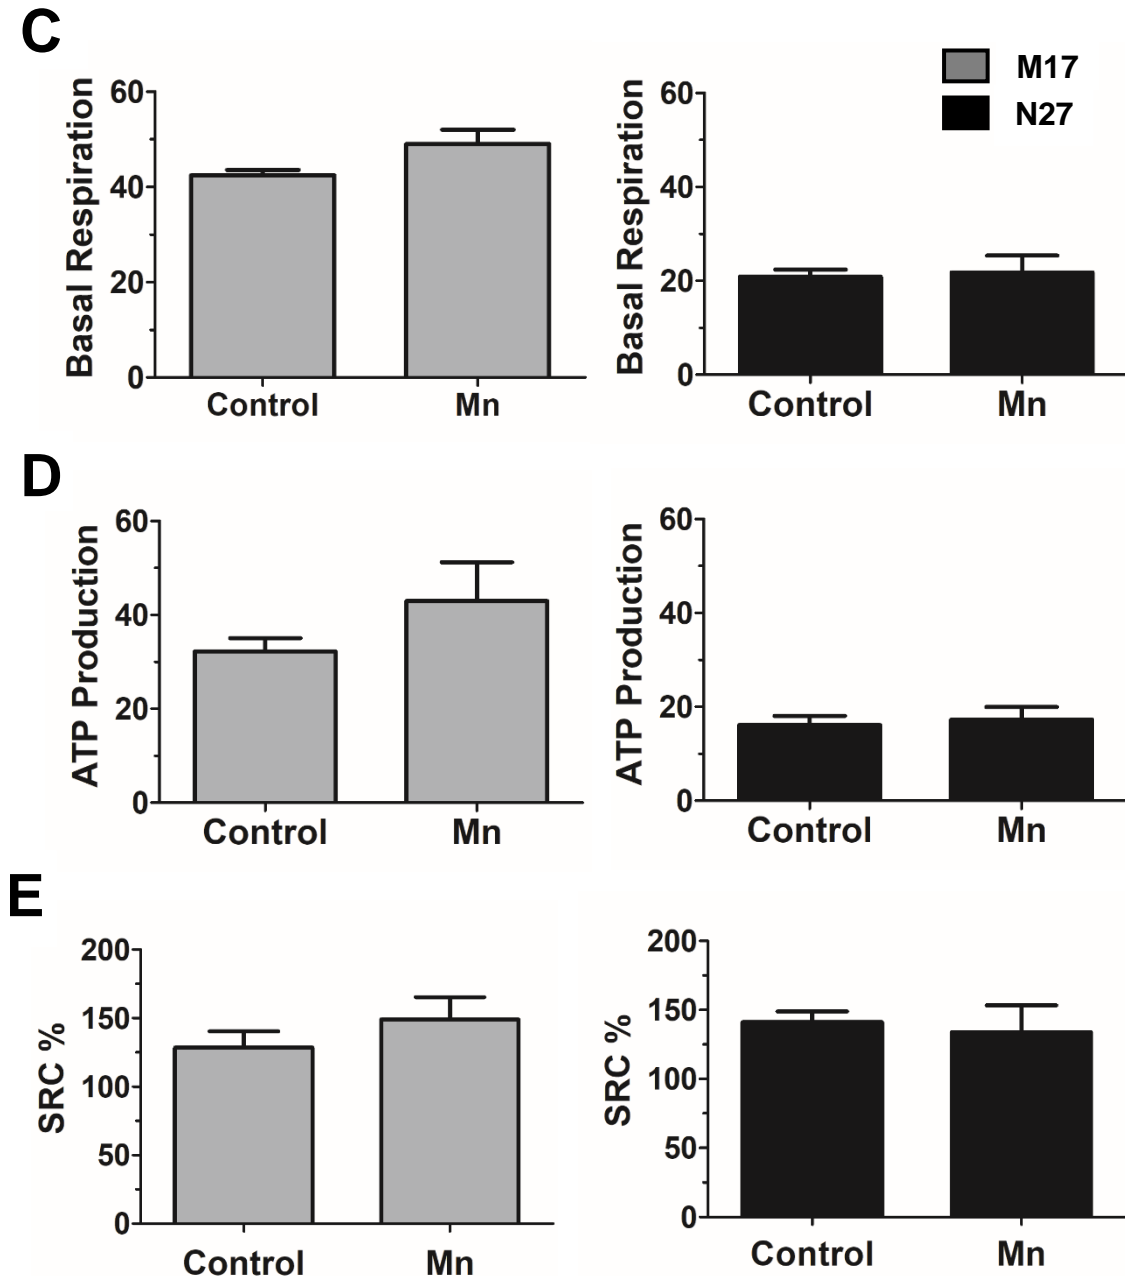 C
M17
N27
Basal Respiration
60
40
20
0
Control Mn
Basal Respiration
60
40
20
0
Control Mn
D
ATP Production
60
40
20
0
Control Mn
ATP Production
60
40
20
0
Control Mn
E
SRC %
200
150
100
50
0
Control Mn
SRC %
200
150
100
50
0
Control Mn